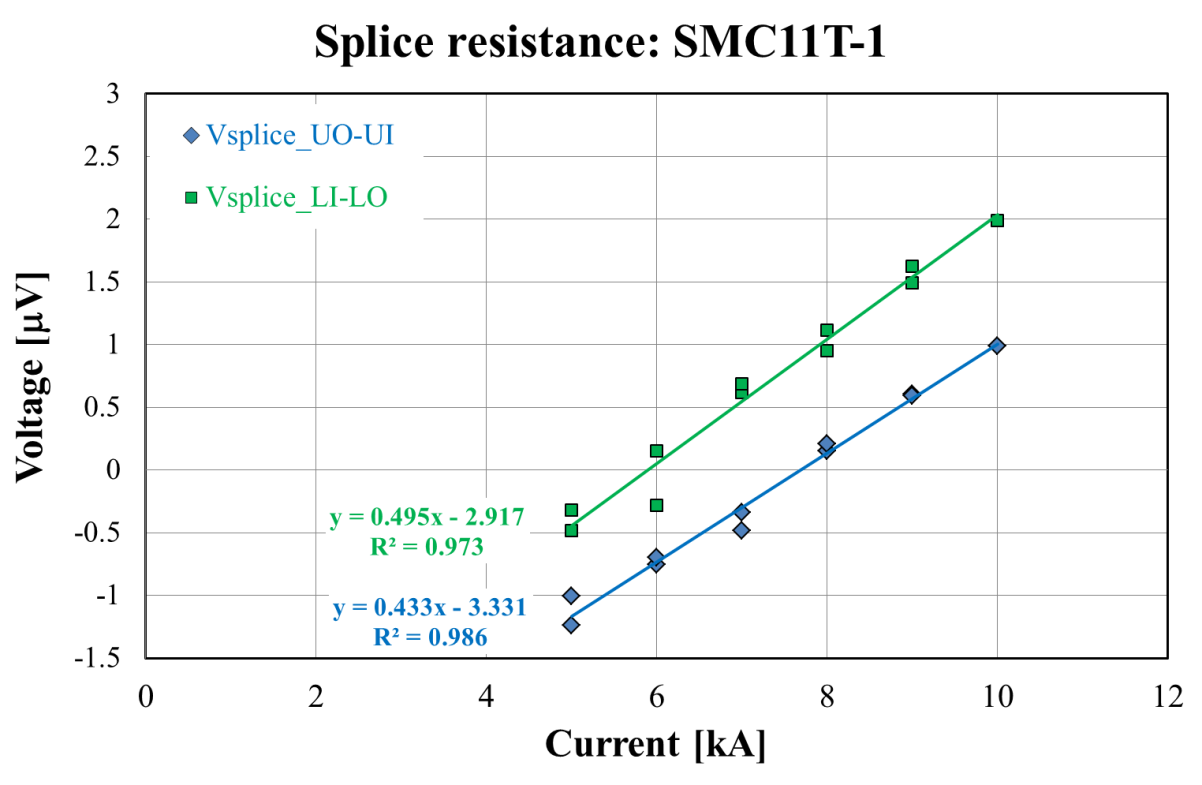 Splice resistance: SMC11T-1
3
2.5
2
1.5
1
0.5
0
-0.5
-1
-1.5
Voltage [µV]
Vsplice_UO-UI
Vsplice_LI-LO
y = 0.495x - 2.917
R² = 0.973
y = 0.433x - 3.331
R² = 0.986
0 2 4 6 8 10 12
Current [kA]